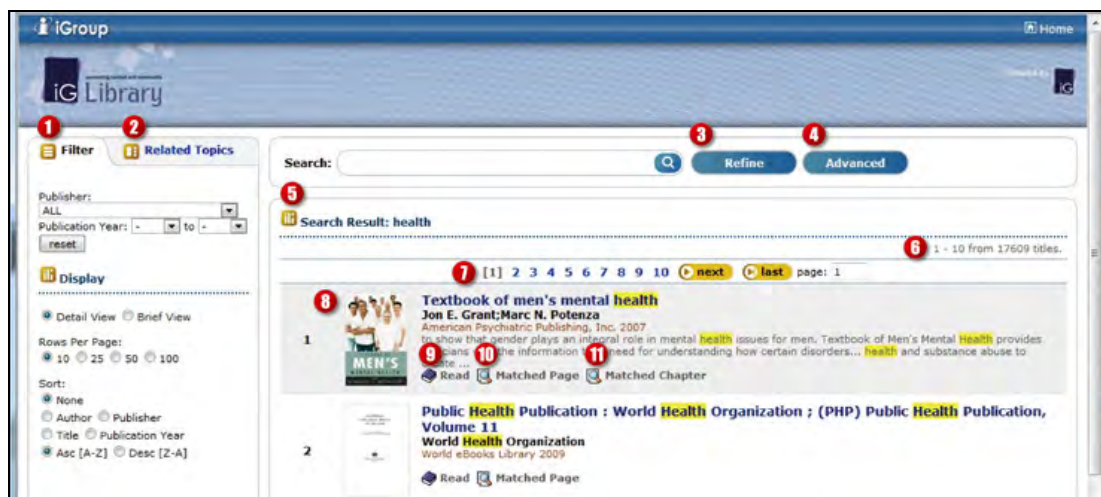 iGroup
Home
iG Library
iG
1
2
3
4
Filter
Related Topics
Search:
Refine
Advanced
Publisher:
ALL
Publication Year: - to -
reset
Display
Detail View Brief View
Rows Per Page:
10 25 50 100
Sort:
None
Author Publisher
Title Publication Year
Asc [A-Z] Desc [Z-A]
5
Search Result: health
6
1 - 10 from 17609 titles.
7
[1] 2 3 4 5 6 7 8 9 10 next last page: 1
8
1
MEN'S
Textbook of men's mental health
Jon E. Grant;Marc N. Potenza
American Psychiatric Publishing, Inc. 2007
to show that gender plays an integral role in mental health issues for men. Textbook of Men's Mental Health provides
the information need for understanding how certain disorders... health and substance abuse to
...
9
10
11
Read Matched Page Matched Chapter
2
Public Health Publication : World Health Organization ; (PHP) Public Health Publication,
Volume 11
World Health Organization
World eBooks Library 2009
Read Matched Page